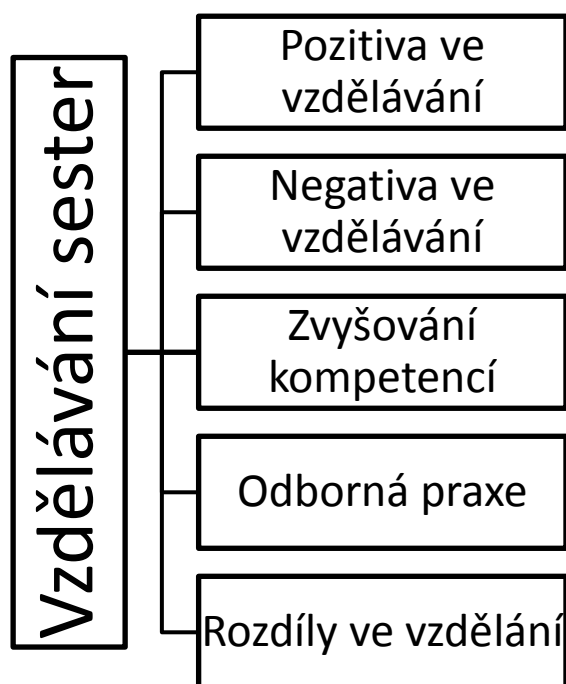 Vzdělávání sester
Pozitiva ve
vzdělávání
Negativa ve
vzdělávání
Zvyšování
kompetencí
Odborná praxe
Rozdíly ve vzdělání